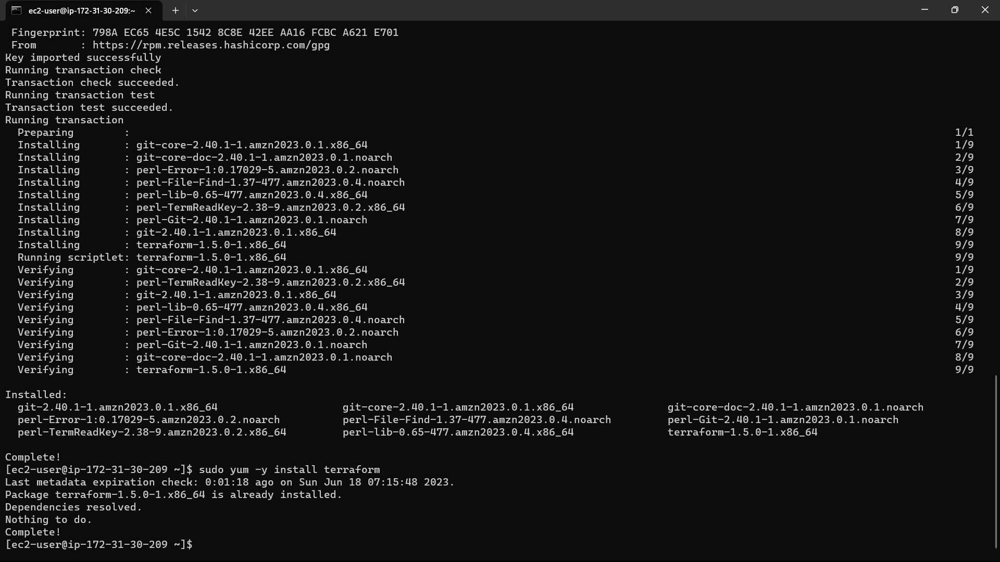 ec2-user@ip-172-31-30-209:~
Fingerprint: 798A EC65 4E5C 1542 8C8E 42EE AA16 FCBC A621 E701
From       : https://rpm.releases.hashicorp.com/gpg
Key imported successfully
Running transaction check
Transaction check succeeded.
Running transaction test
Transaction test succeeded.
Running transaction
  Preparing        :                                        1/1
  Installing       : git-core-2.40.1-1.amzn2023.0.1.x86_64  1/9
  Installing       : git-core-doc-2.40.1-1.amzn2023.0.1.noarch  2/9
  Installing       : perl-Error-1:0.17029-5.amzn2023.0.2.noarch  3/9
  Installing       : perl-File-Find-1.37-477.amzn2023.0.4.noarch  4/9
  Installing       : perl-lib-0.65-477.amzn2023.0.4.x86_64  5/9
  Installing       : perl-TermReadKey-2.38-9.amzn2023.0.2.x86_64  6/9
  Installing       : perl-Git-2.40.1-1.amzn2023.0.1.noarch  7/9
  Installing       : git-2.40.1-1.amzn2023.0.1.x86_64  8/9
  Installing       : terraform-1.5.0-1.x86_64  9/9
  Running scriptlet: terraform-1.5.0-1.x86_64  9/9
  Verifying        : git-core-2.40.1-1.amzn2023.0.1.x86_64  1/9
  Verifying        : perl-TermReadKey-2.38-9.amzn2023.0.2.x86_64  2/9
  Verifying        : git-2.40.1-1.amzn2023.0.1.x86_64  3/9
  Verifying        : perl-lib-0.65-477.amzn2023.0.4.x86_64  4/9
  Verifying        : perl-File-Find-1.37-477.amzn2023.0.4.noarch  5/9
  Verifying        : perl-Error-1:0.17029-5.amzn2023.0.2.noarch  6/9
  Verifying        : perl-Git-2.40.1-1.amzn2023.0.1.noarch  7/9
  Verifying        : git-core-doc-2.40.1-1.amzn2023.0.1.noarch  8/9
  Verifying        : terraform-1.5.0-1.x86_64  9/9
Installed:
  git-2.40.1-1.amzn2023.0.1.x86_64  git-core-2.40.1-1.amzn2023.0.1.x86_64  git-core-doc-2.40.1-1.amzn2023.0.1.noarch
  perl-Error-1:0.17029-5.amzn2023.0.2.noarch  perl-File-Find-1.37-477.amzn2023.0.4.noarch  perl-Git-2.40.1-1.amzn2023.0.1.noarch
  perl-TermReadKey-2.38-9.amzn2023.0.2.x86_64  perl-lib-0.65-477.amzn2023.0.4.x86_64  terraform-1.5.0-1.x86_64
Complete!
[ec2-user@ip-172-31-30-209 ~]$ sudo yum -y install terraform
Last metadata expiration check: 0:01:18 ago on Sun Jun 18 07:15:48 2023.
Package terraform-1.5.0-1.x86_64 is already installed.
Dependencies resolved.
Nothing to do.
Complete!
[ec2-user@ip-172-31-30-209 ~]$